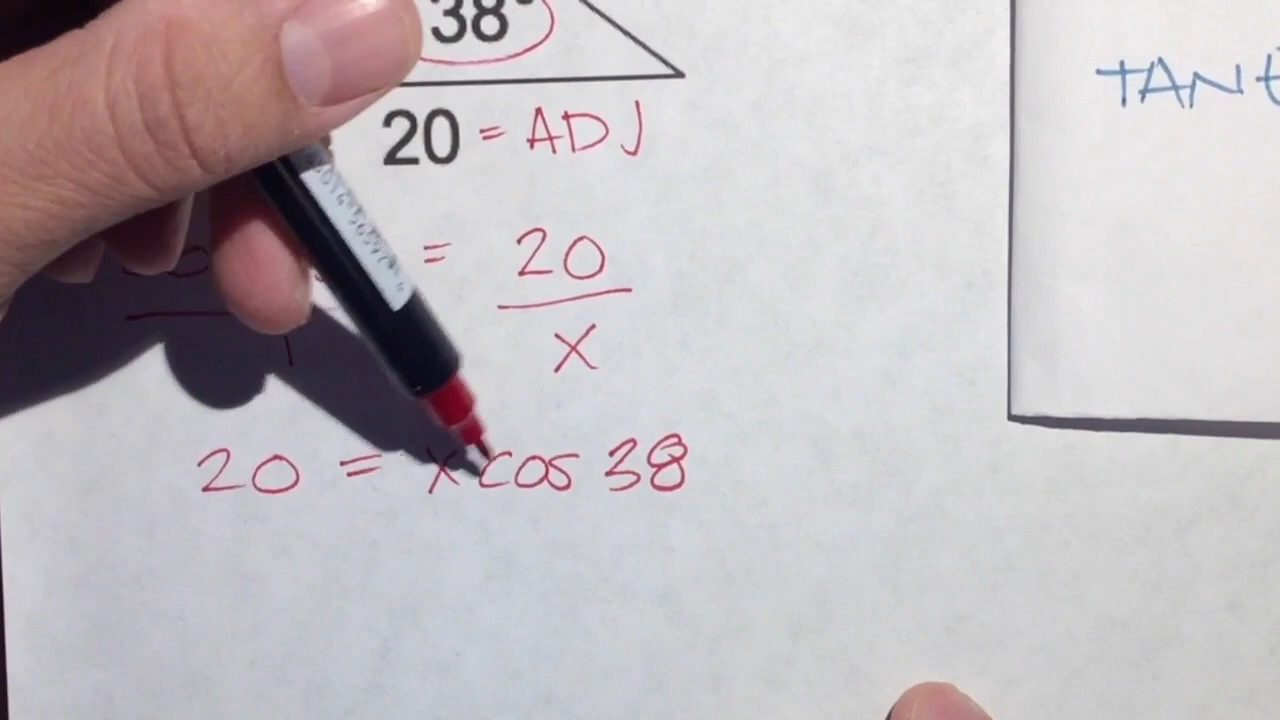 38°
TAN
20 = ADJ
= 20
x
20 = x cos 38